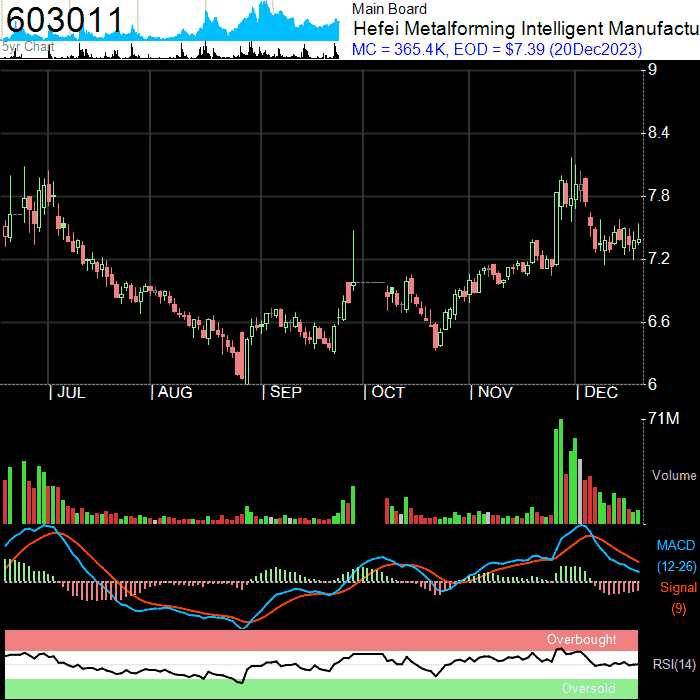 603011
5yr Chart
Main Board
Hefei Metalforming Intelligent Manufactu
MC = 365.4K, EOD = $7.39 (20Dec2023)
9
8.4
7.8
7.2
6.6
6
| JUL | AUG | SEP | OCT | NOV | DEC
71M
Volume
MACD
(12-26)
Signal
(9)
Overbought
RSI(14)
Oversold